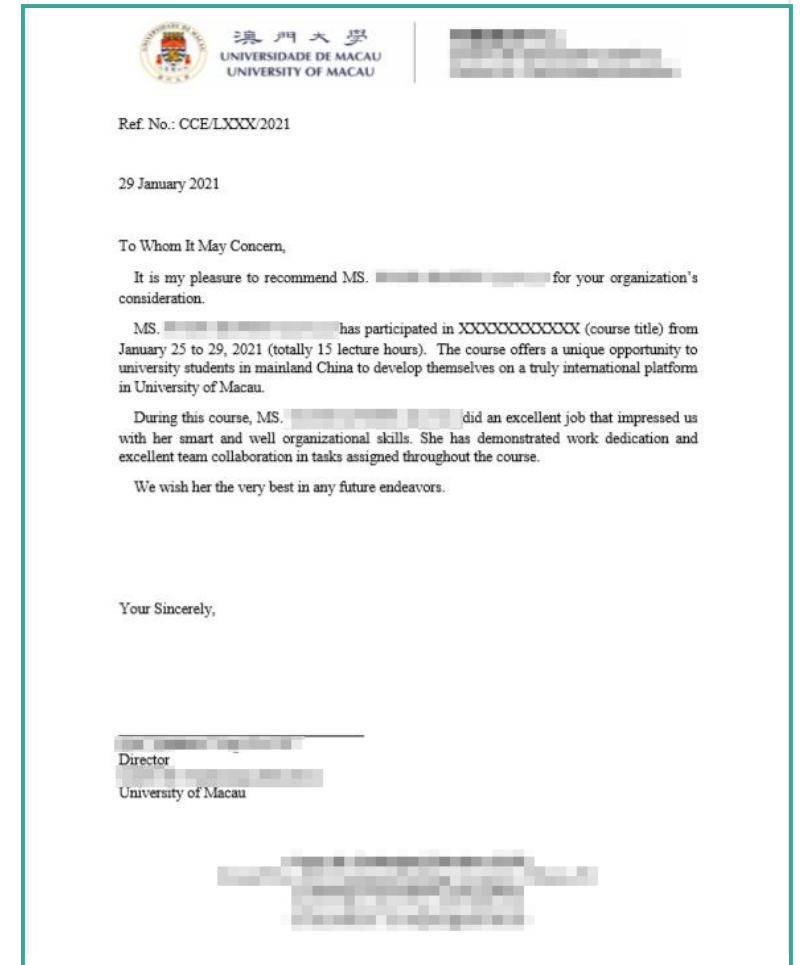 澳門大學
UNIVERSIDADE DE MACAU
UNIVERSITY OF MACAU
Ref. No.: CCE/LXXX/2021
29 January 2021
To Whom It May Concern,
It is my pleasure to recommend MS. for your organization's
consideration.
MS. has participated in XXXXXXXXXXXX (course title) from
January 25 to 29, 2021 (totally 15 lecture hours). The course offers a unique opportunity to
university students in mainland China to develop themselves on a truly international platform
in University of Macau.
During this course, MS. did an excellent job that impressed us
with her smart and well organizational skills. She has demonstrated work dedication and
excellent team collaboration in tasks assigned throughout the course.
We wish her the very best in any future endeavors.
Your Sincerely,
Director
University of Macau